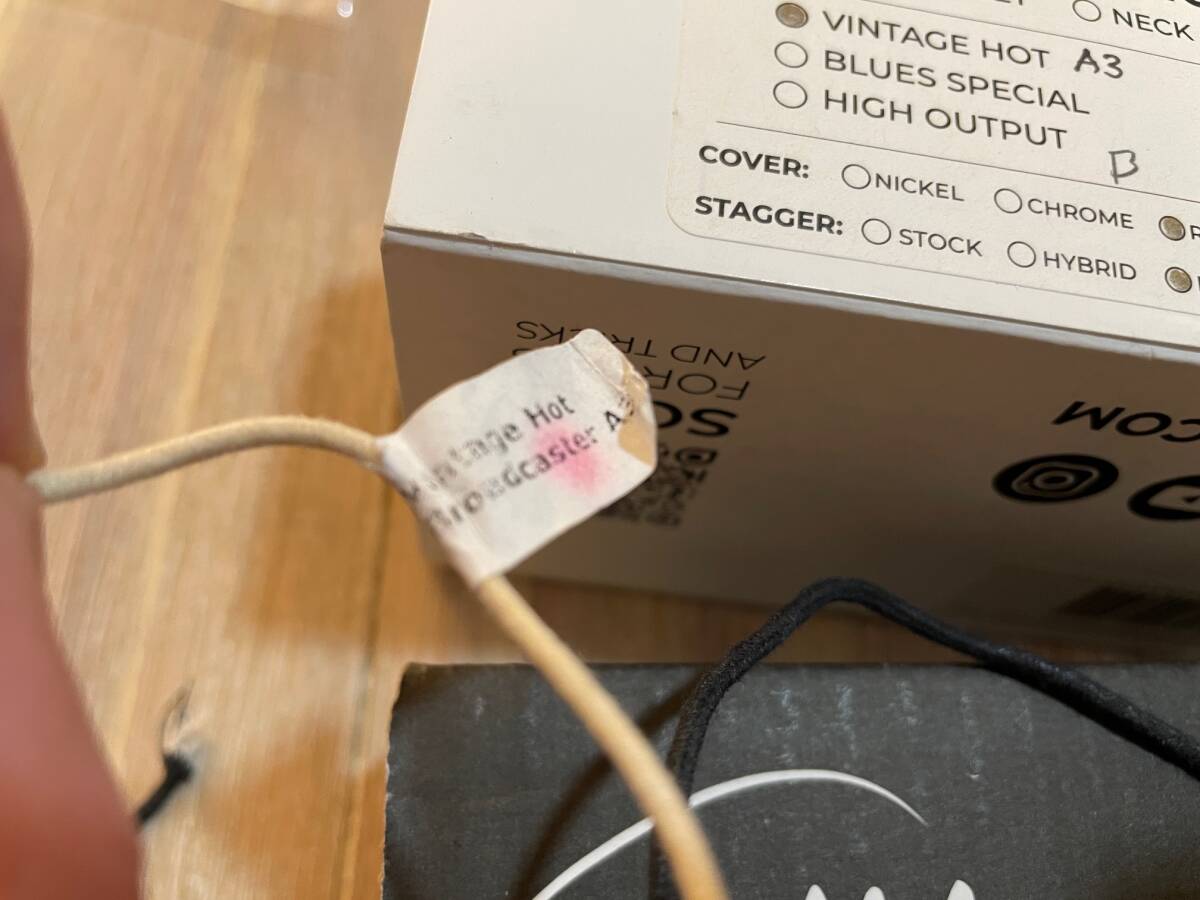 NECK
VINTAGE HOT A3
BLUES SPECIAL
HIGH OUTPUT
B
COVER: NICKEL CHROME
STAGGER: STOCK HYBRID
Vintage Hot
Broadcaster A3
FOR
AND
COM